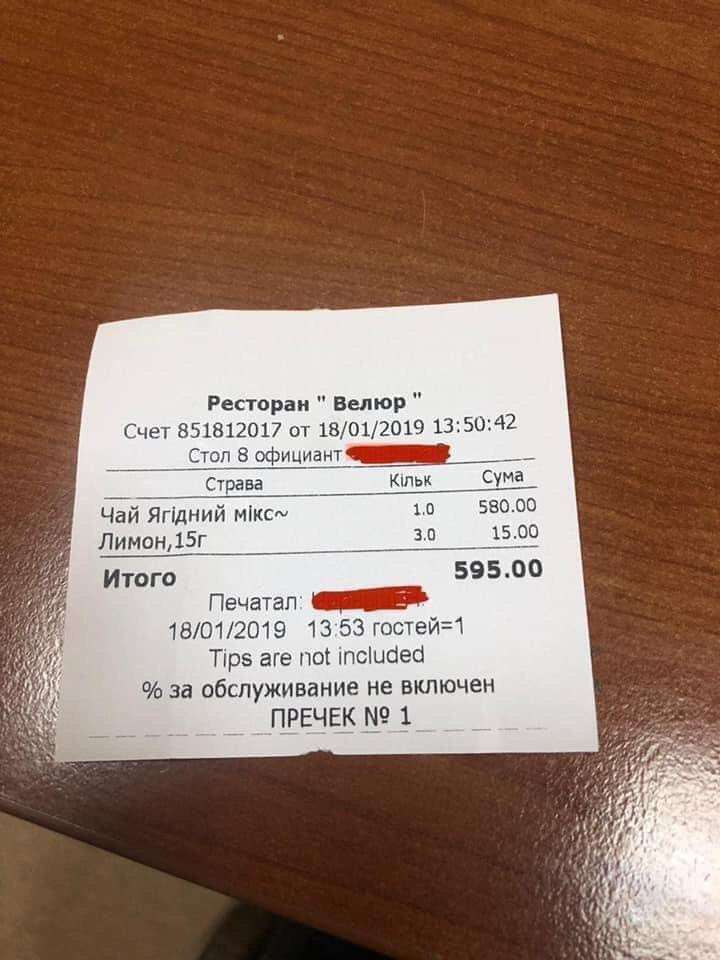 Ресторан " Велюр "
Счет 851812017 от 18/01/2019 13:50:42
Стол 8 официант
Страва Кільк Сума
Чай Ягідний мікс~ 1.0 580.00
Лимон,15г 3.0 15.00
Итого 595.00
Печатал:
18/01/2019 13:53 гостей=1
Tips are not included
% за обслуживание не включен
ПРЕЧЕК № 1